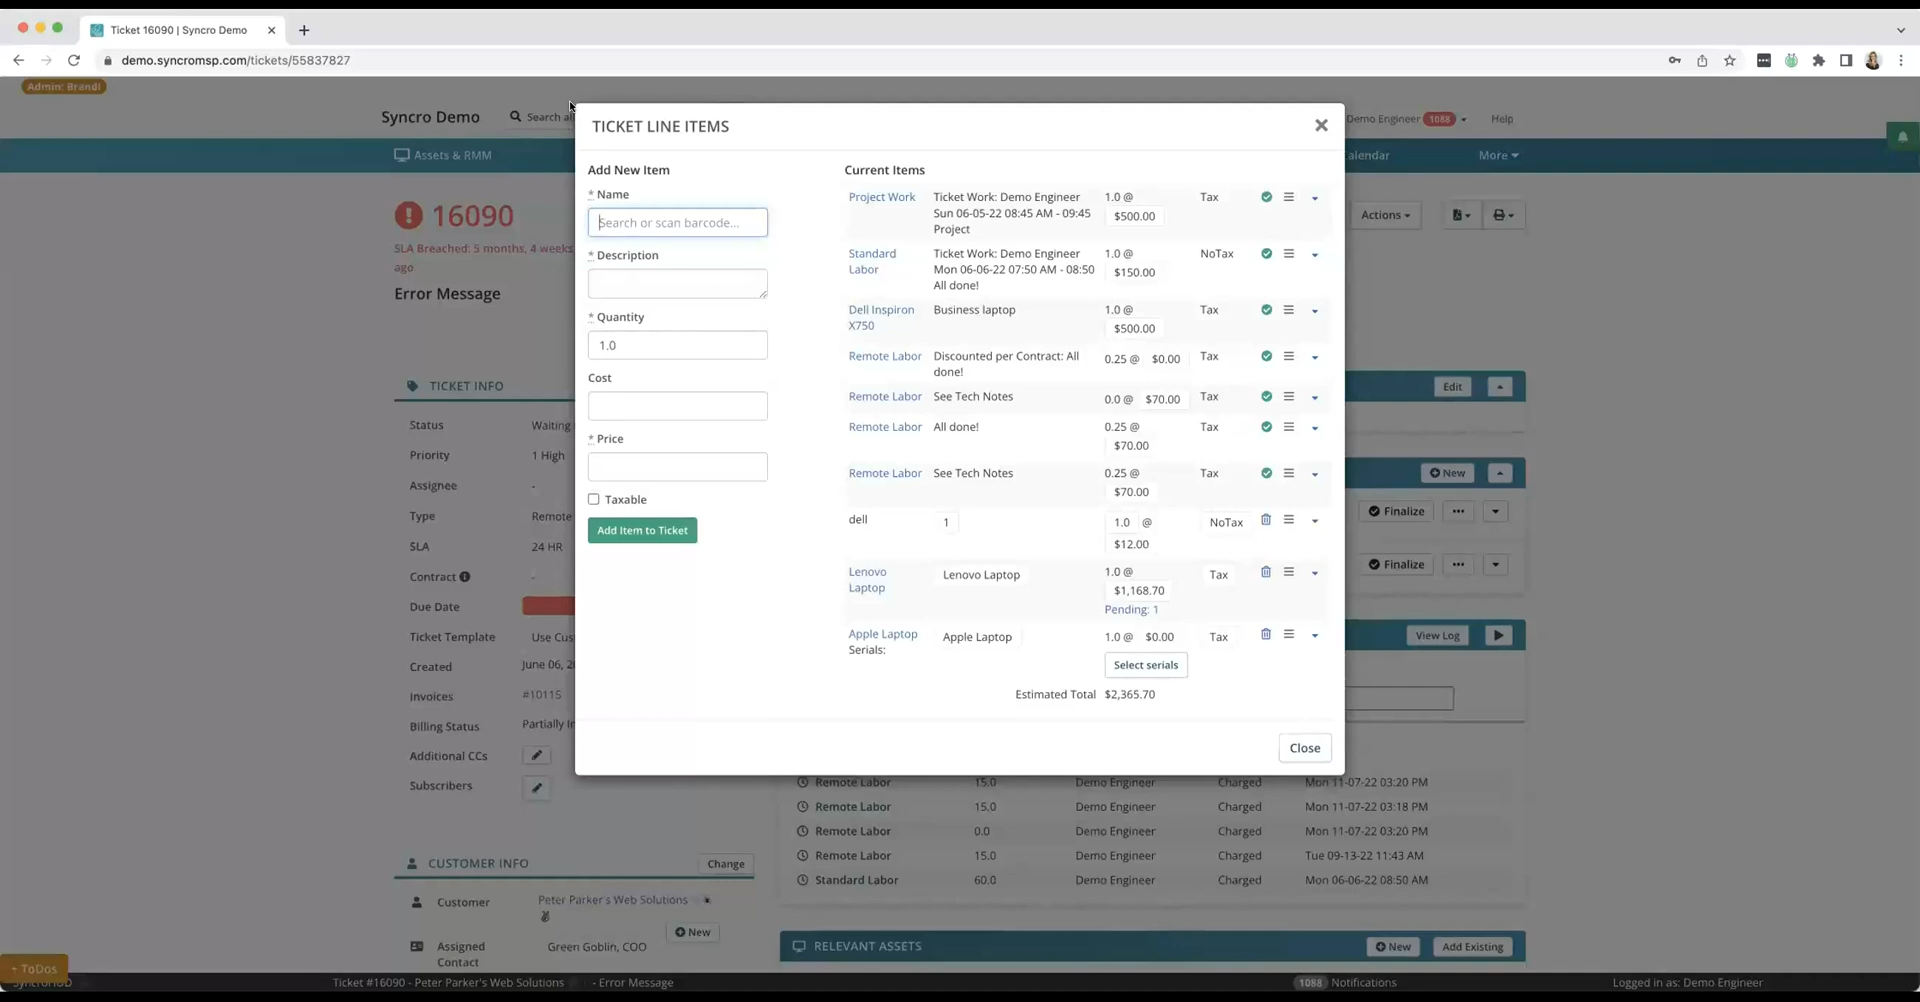 Ticket 16090 | Syncro Demo
demo.syncromsp.com/tickets/55837827
Admin: Brandi
Syncro Demo
Search al
Demo Engineer 1088
Help
Assets & RMM
Calendar
More
16090
SLA Breached: 5 months, 4 weeks
ago
Error Message
Actions
TICKET INFO
Status Waiting
Priority 1 High
Assignee -
Type Remote
SLA 24 HR
Contract -
Due Date
Ticket Template Use Cus
Created June 06, 2
Invoices #10115
Billing Status Partially In
Additional CCs
Subscribers
CUSTOMER INFO
Change
Customer Peter Parker's Web Solutions
New
Assigned
Contact
Green Goblin, COO
TICKET LINE ITEMS
Add New Item
* Name
Search or scan barcode...
* Description
* Quantity
1.0
Cost
* Price
Taxable
Add Item to Ticket
Current Items
Project Work Ticket Work: Demo Engineer 1.0 @ Tax
Sun 06-05-22 08:45 AM - 09:45 $500.00
Project
Standard Ticket Work: Demo Engineer 1.0 @ NoTax
Labor Mon 06-06-22 07:50 AM - 08:50 $150.00
All done!
Dell Inspiron Business laptop 1.0 @ Tax
X750 $500.00
Remote Labor Discounted per Contract: All 0.25 @ $0.00 Tax
done!
Remote Labor See Tech Notes 0.0 @ $70.00 Tax
Remote Labor All done! 0.25 @ Tax
$70.00
Remote Labor See Tech Notes 0.25 @ Tax
$70.00
dell 1 1.0 @ NoTax
$12.00
Lenovo Lenovo Laptop 1.0 @ Tax
Laptop $1,168.70
Pending: 1
Apple Laptop Apple Laptop 1.0 @ $0.00 Tax
Serials:
Select serials
Estimated Total $2,365.70
Close
Edit
New
Finalize
Finalize
View Log
Remote Labor 15.0 Demo Engineer Charged Mon 11-07-22 03:20 PM
Remote Labor 15.0 Demo Engineer Charged Mon 11-07-22 03:18 PM
Remote Labor 0.0 Demo Engineer Charged Mon 11-07-22 03:20 PM
Remote Labor 15.0 Demo Engineer Charged Tue 09-13-22 11:43 AM
Standard Labor 60.0 Demo Engineer Charged Mon 06-06-22 08:50 AM
RELEVANT ASSETS
New
Add Existing
+ ToDos
Ticket #16090 - Peter Parker's Web Solutions - Error Message
1088 Notifications
Logged in as: Demo Engineer